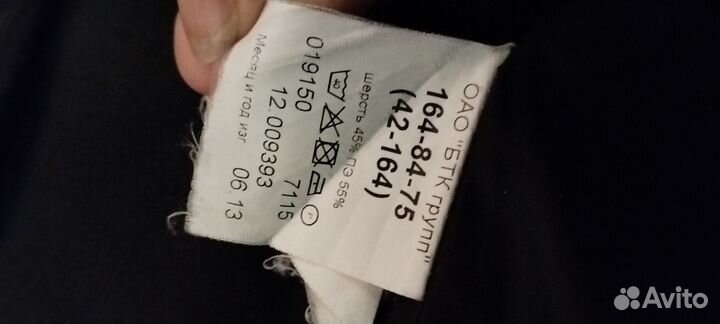 ОАО "БТК групп"
164-84-75
(42-164)
шерсть 45% ПЭ 55%
40
019150
12.009393 7115
Месяц и год изг 06.13
Avito